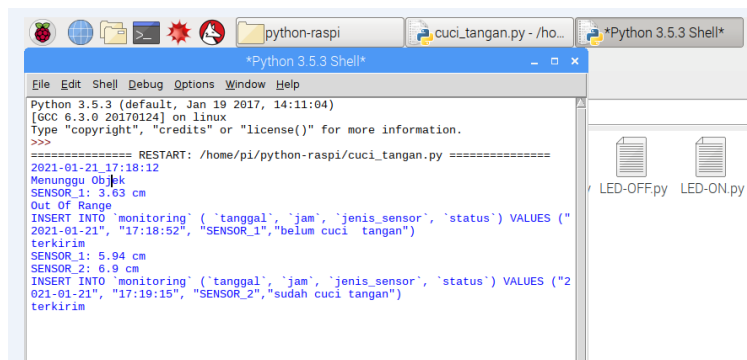 python-raspi
cuci_tangan.py - /ho...
*Python 3.5.3 Shell*
*Python 3.5.3 Shell*
File Edit Shell Debug Options Window Help
Python 3.5.3 (default, Jan 19 2017, 14:11:04)
[GCC 6.3.0 20170124] on linux
Type "copyright", "credits" or "license()" for more information.
>>>
=============== RESTART: /home/pi/python-raspi/cuci_tangan.py ===============
2021-01-21_17:18:12
Menunggu Objek
SENSOR_1: 3.63 cm
Out Of Range
INSERT INTO `monitoring` ( `tanggal`, `jam`, `jenis_sensor`, `status`) VALUES ("
2021-01-21", "17:18:52", "SENSOR_1","belum cuci  tangan")
terkirim
SENSOR_1: 5.94 cm
SENSOR_2: 6.9 cm
INSERT INTO `monitoring` (`tanggal`, `jam`, `jenis_sensor`, `status`) VALUES ("2
021-01-21", "17:19:15", "SENSOR_2","sudah cuci tangan")
terkirim
LED-OFF.py
LED-ON.py